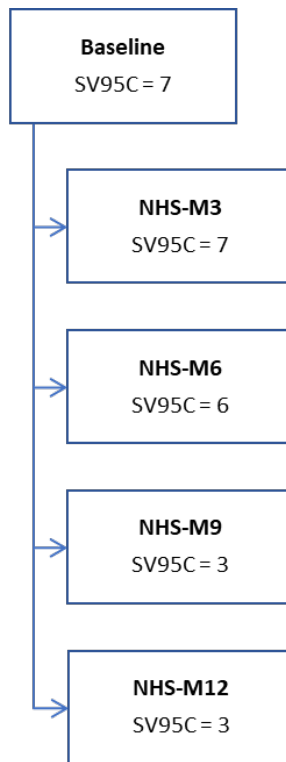 Baseline
SV95C = 7
NHS-M3
SV95C = 7
NHS-M6
SV95C = 6
NHS-M9
SV95C = 3
NHS-M12
SV95C = 3